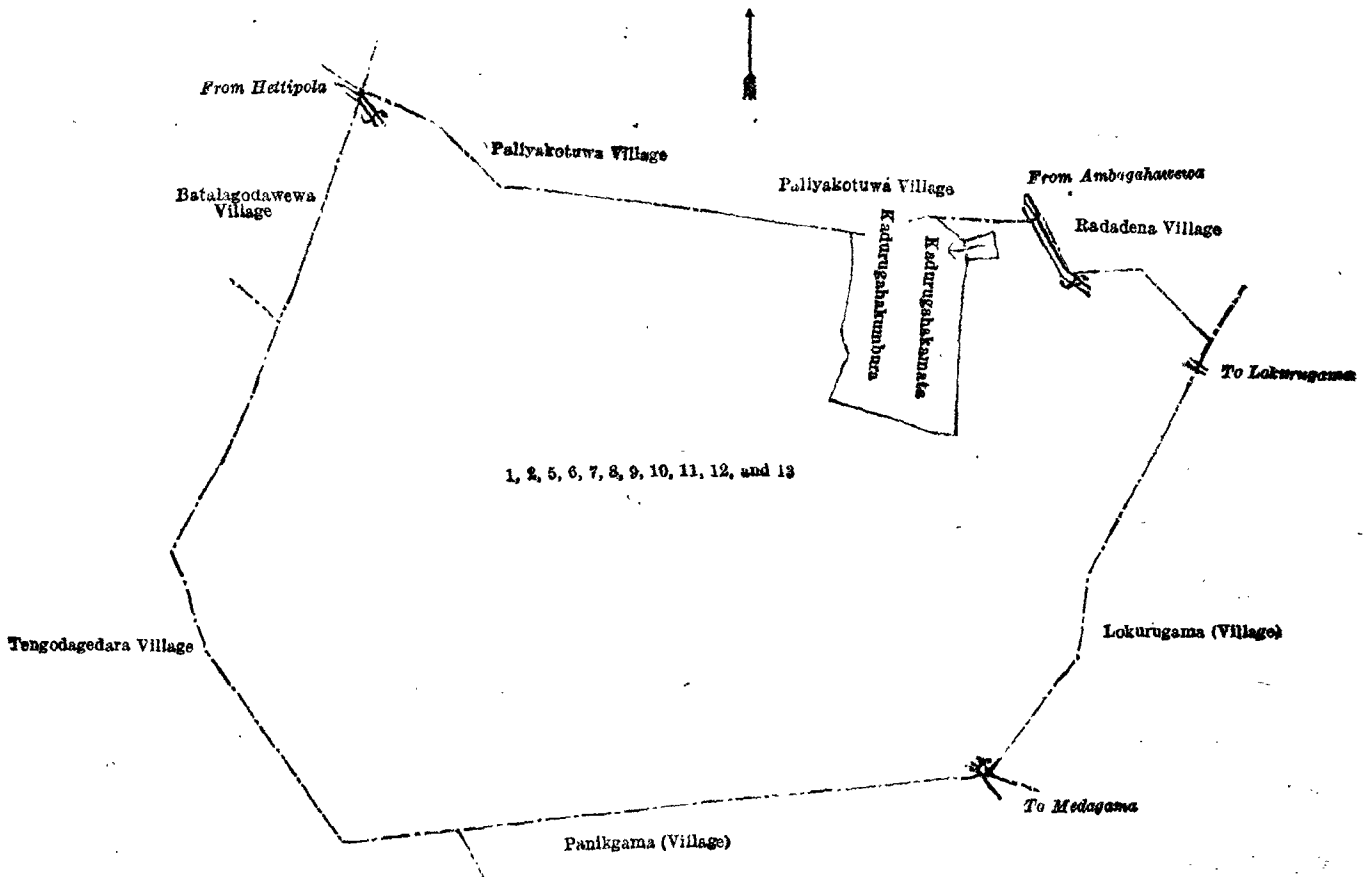 From Hettipola
Paliyakotuwa Village
Paliyakotuwa Village
From Ambagahawewa
Batalagodawewa
Village
Radadena Village
Kadurugahakumbura
Kadurugahakamata
To Lokurugama
1, 2, 5, 6, 7, 8, 9, 10, 11, 12, and 13
Tengodagedara Village
Lokurugama (Village)
To Medagama
Panikgama (Village)